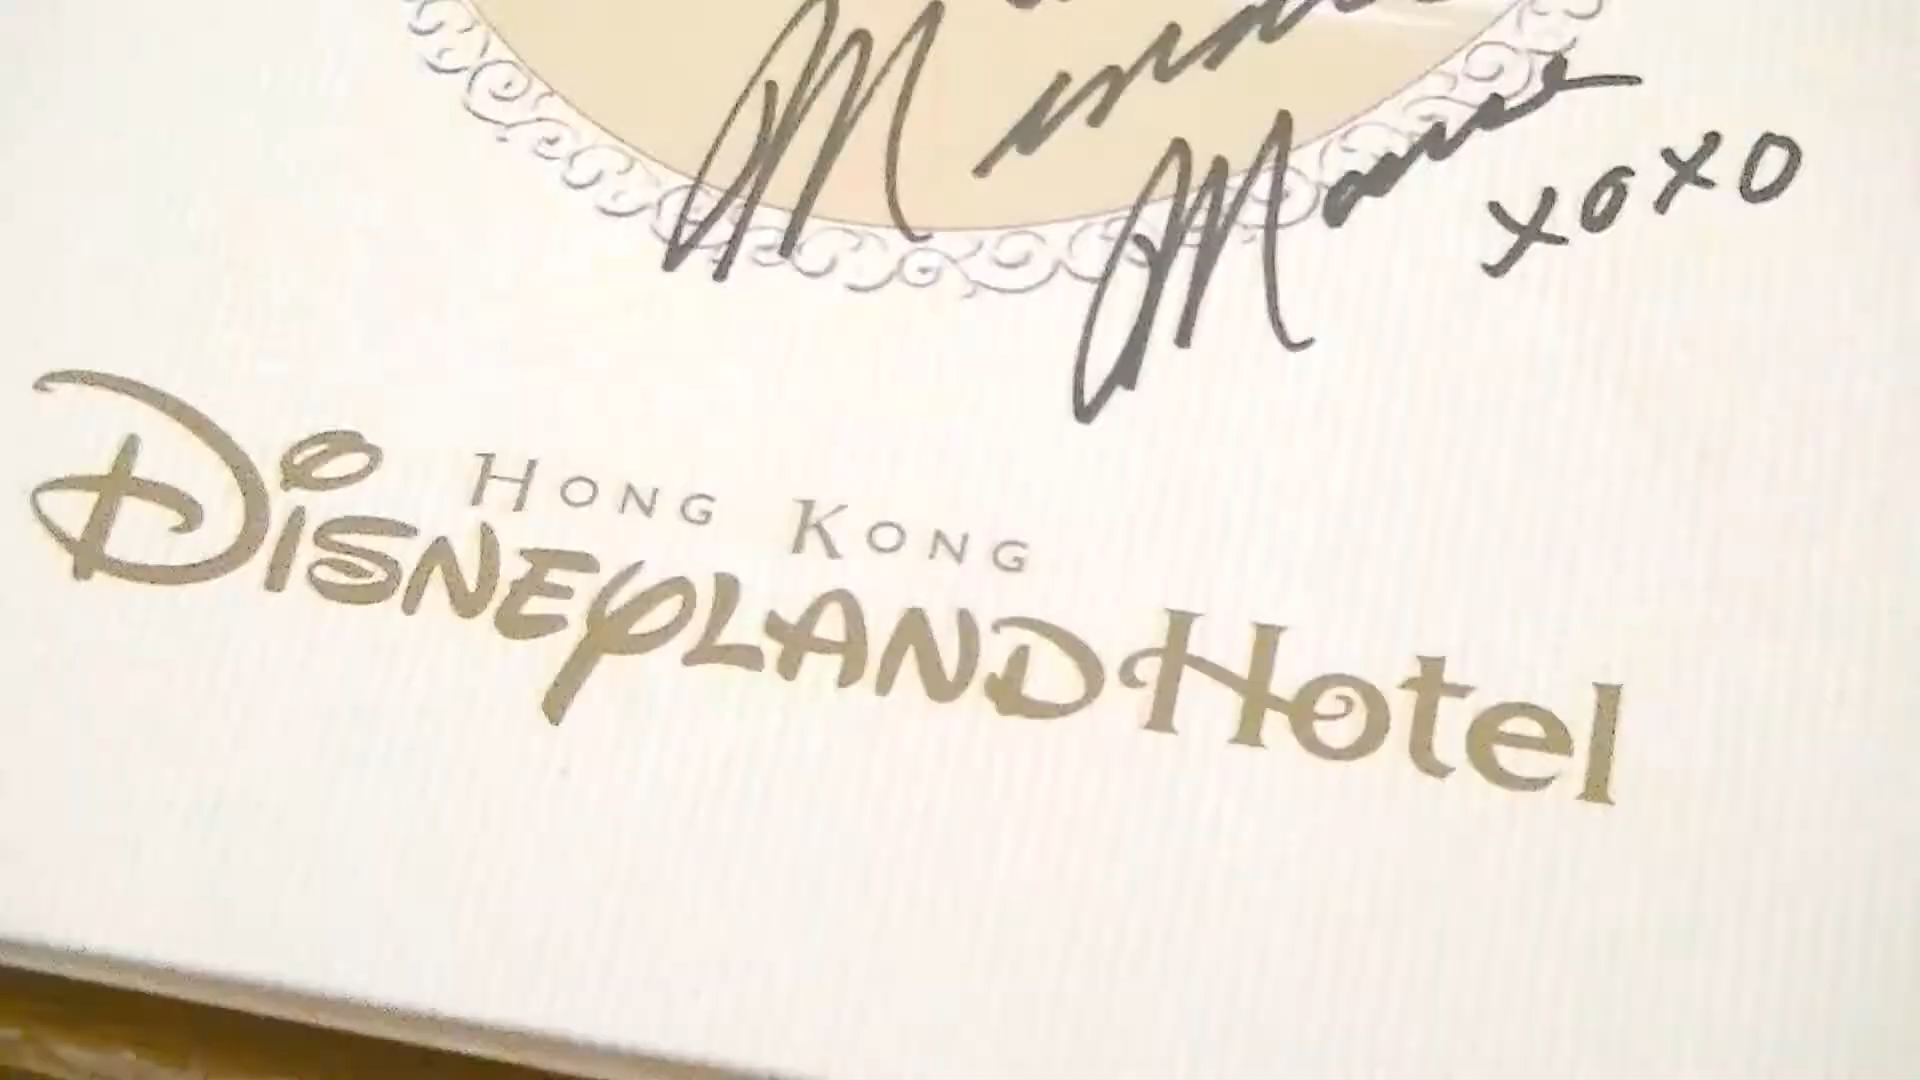 Minnie
Mouse
XOXO
HONG KONG
DISNEYLAND Hotel